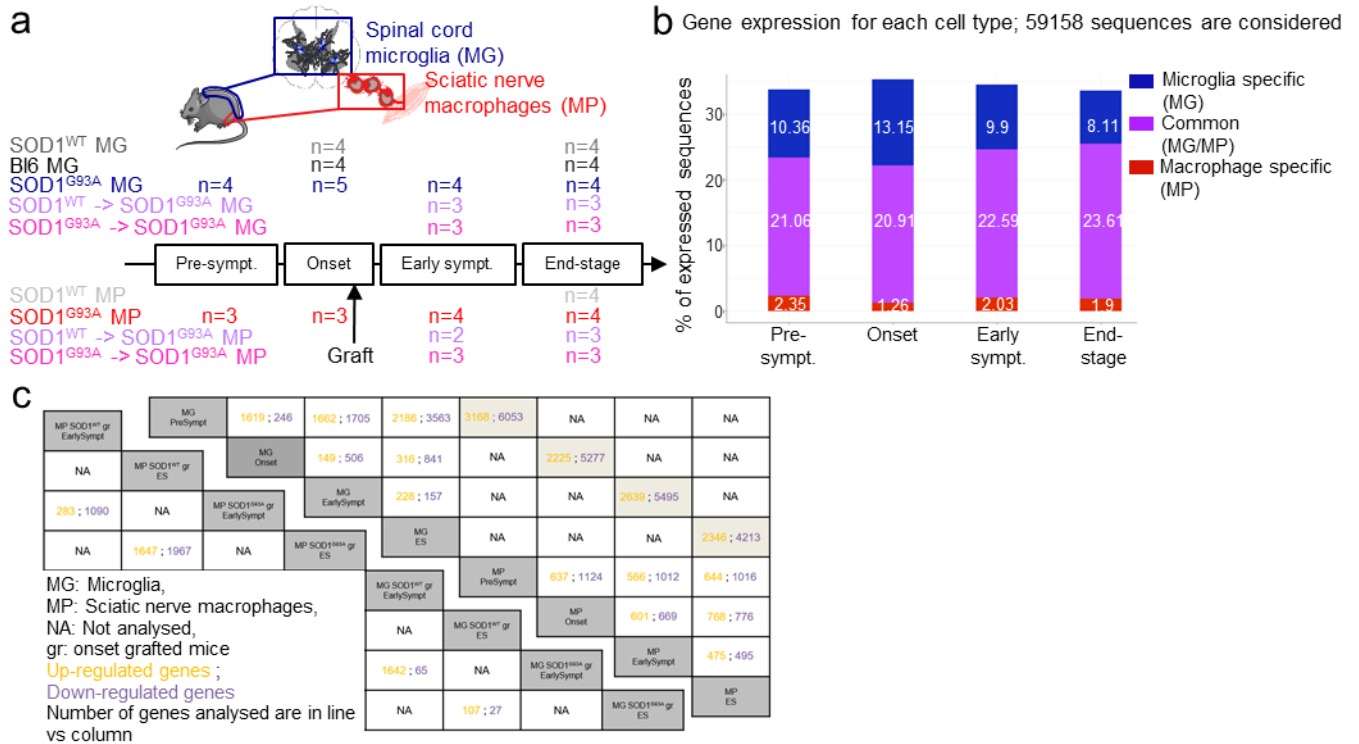 a
Spinal cord
microglia (MG)
Sciatic nerve
macrophages (MP)
SOD1WT MG n=4 n=4
Bl6 MG n=4 n=4
SOD1G93A MG n=4 n=5 n=4 n=4
SOD1WT -> SOD1G93A MG n=3 n=3
SOD1G93A -> SOD1G93A MG n=3 n=3
Pre-sympt. Onset Early sympt. End-stage
SOD1WT MP n=4
SOD1G93A MP n=3 n=3 n=4 n=4
SOD1WT -> SOD1G93A MP n=2 n=3
SOD1G93A -> SOD1G93A MP n=3 n=3
Graft
b Gene expression for each cell type; 59158 sequences are considered
% of expressed sequences
30
20
10
0
10.36 13.15 9.9 8.11
21.06 20.91 22.59 23.61
2.35 1.26 2.03 1.9
Pre-
sympt.
Onset
Early
sympt.
End-
stage
Microglia specific
(MG)
Common
(MG/MP)
Macrophage specific
(MP)
c
MG
PreSympt
1619 ; 246 1662 ; 1705 2186 ; 3563 3168 ; 6053 NA NA NA
MG
Onset
149 ; 506 316 ; 841 NA 2225 ; 5277 NA NA
MG
EarlySympt
228 ; 157 NA NA 2639 ; 5495 NA
MG
ES
NA NA NA 2346 ; 4213
MP
PreSympt
637 ; 1124 566 ; 1012 644 ; 1016
MP
Onset
601 ; 669 768 ; 776
MP
EarlySympt
475 ; 495
MP
ES
MP SOD1WT gr
EarlySympt
NA
MP SOD1WT gr
ES
283 ; 1090 NA
MP SOD1G93A gr
EarlySympt
NA 1647 ; 1967 NA
MP SOD1G93A gr
ES
MG SOD1WT gr
EarlySympt
NA
MG SOD1WT gr
ES
1642 ; 65 NA
MG SOD1G93A gr
EarlySympt
NA 107 ; 27 NA
MG SOD1G93A gr
ES
MG: Microglia,
MP: Sciatic nerve macrophages,
NA: Not analysed,
gr: onset grafted mice
Up-regulated genes ;
Down-regulated genes
Number of genes analysed are in line
vs column